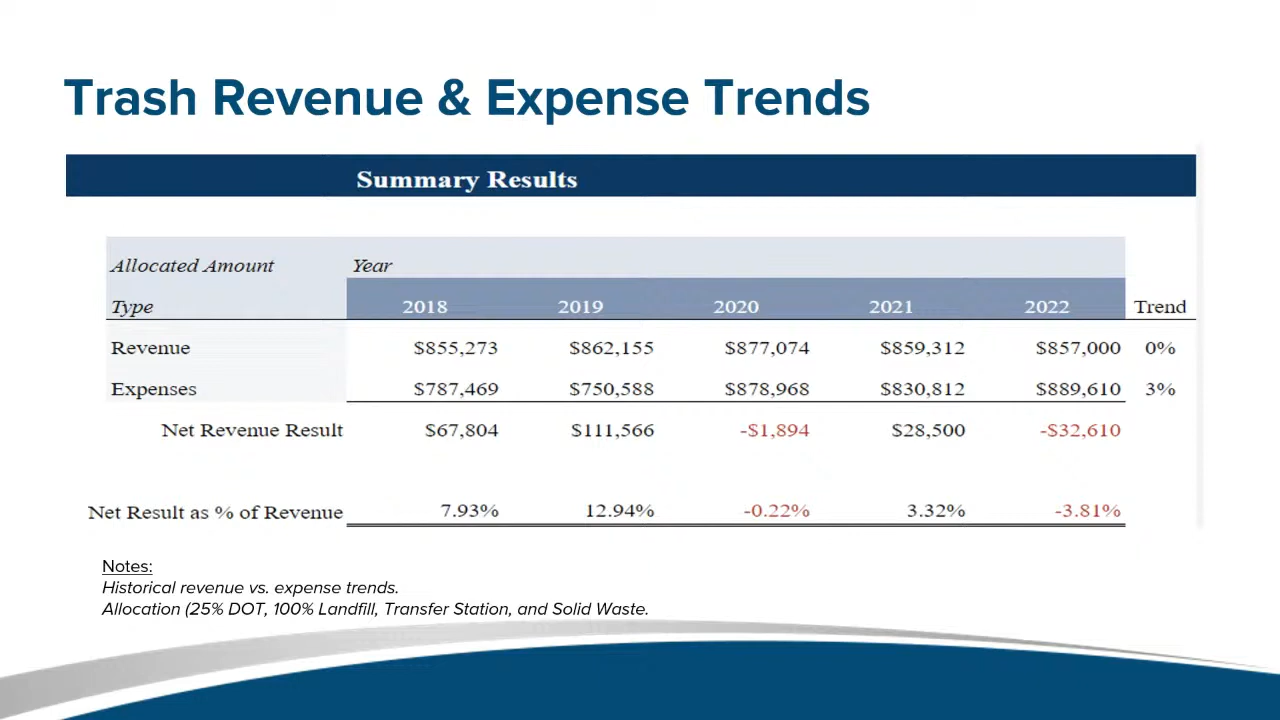 Trash Revenue & Expense Trends
Summary Results
Allocated Amount Year
Type 2018 2019 2020 2021 2022 Trend
Revenue $855,273 $862,155 $877,074 $859,312 $857,000 0%
Expenses $787,469 $750,588 $878,968 $830,812 $889,610 3%
Net Revenue Result $67,804 $111,566 -$1,894 $28,500 -$32,610
Net Result as % of Revenue 7.93% 12.94% -0.22% 3.32% -3.81%
Notes:
Historical revenue vs. expense trends.
Allocation (25% DOT, 100% Landfill, Transfer Station, and Solid Waste.